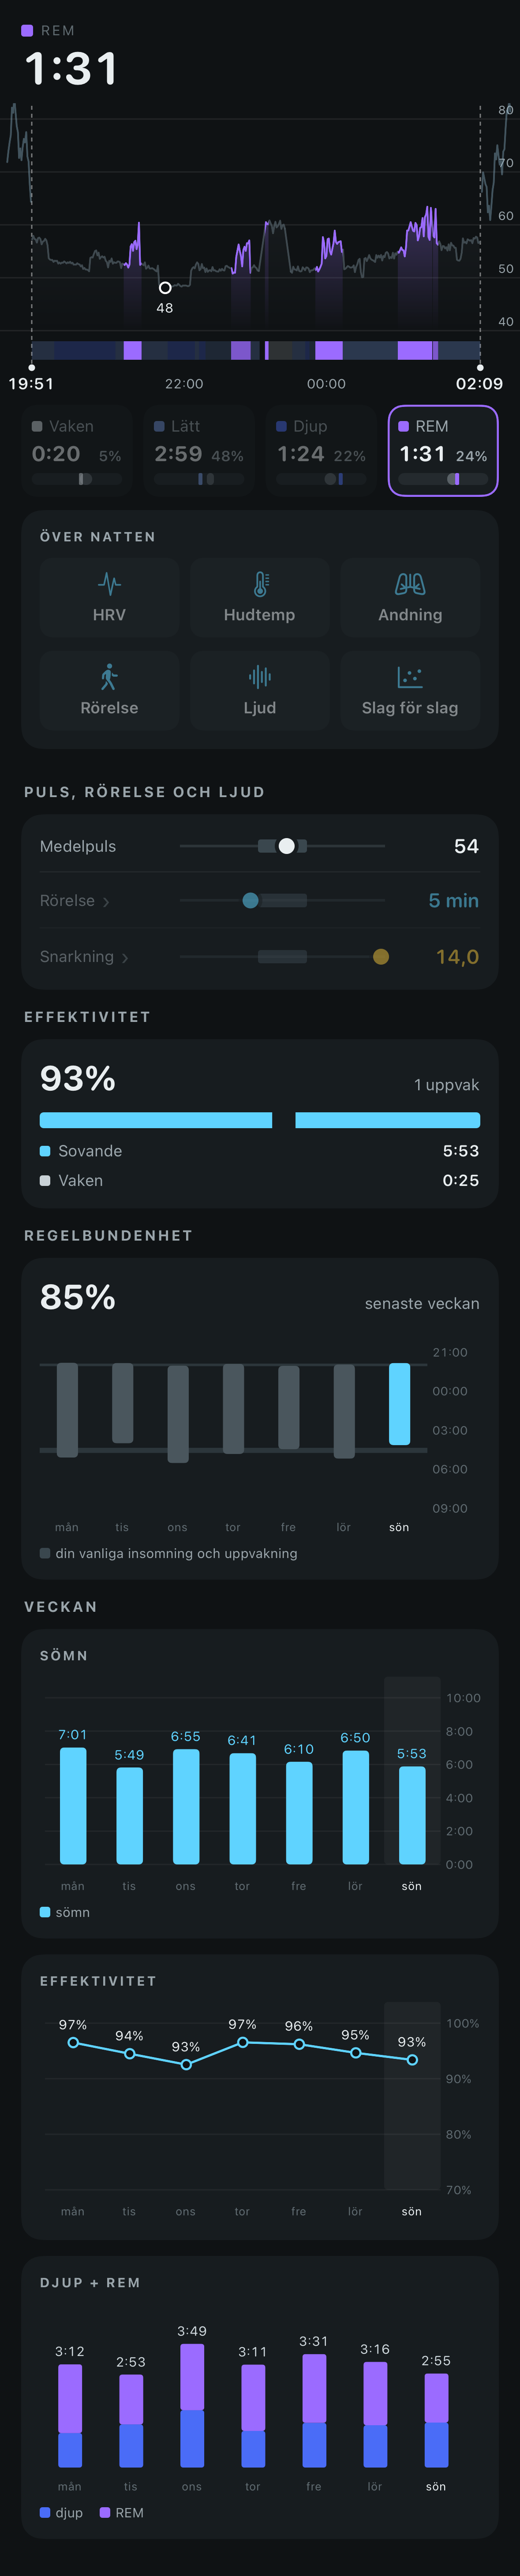 REM
1:31
80
70
60
50
48
40
19:51 22:00 00:00 02:09
Vaken Lätt Djup REM
0:20 5% 2:59 48% 1:24 22% 1:31 24%
ÖVER NATTEN
HRV Hudtemp Andning
Rörelse Ljud Slag för slag
PULS, RÖRELSE OCH LJUD
Medelpuls 54
Rörelse › 5 min
Snarkning › 14,0
EFFEKTIVITET
93% 1 uppvak
Sovande 5:53
Vaken 0:25
REGELBUNDENHET
85% senaste veckan
21:00
00:00
03:00
06:00
09:00
mån tis ons tor fre lör sön
din vanliga insomning och uppvakning
VECKAN
SÖMN
10:00
7:01 5:49 6:55 6:41 6:10 6:50 5:53
8:00
6:00
4:00
2:00
0:00
mån tis ons tor fre lör sön
sömn
EFFEKTIVITET
97% 94% 93% 97% 96% 95% 93%
100%
90%
80%
70%
mån tis ons tor fre lör sön
DJUP + REM
3:12 2:53 3:49 3:11 3:31 3:16 2:55
mån tis ons tor fre lör sön
djup REM